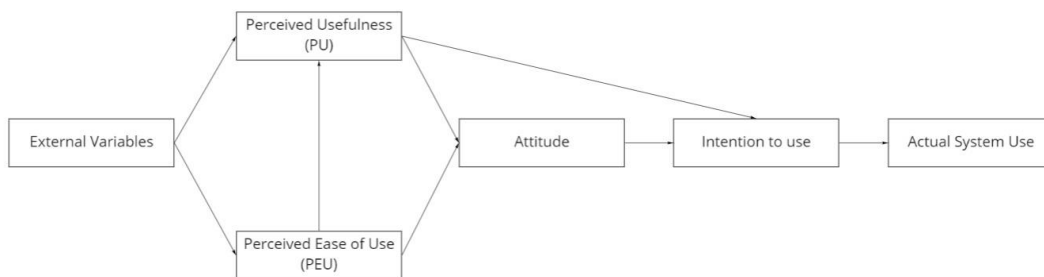 Perceived Usefulness
(PU)
External Variables
Attitude
Intention to use
Actual System Use
Perceived Ease of Use
(PEU)